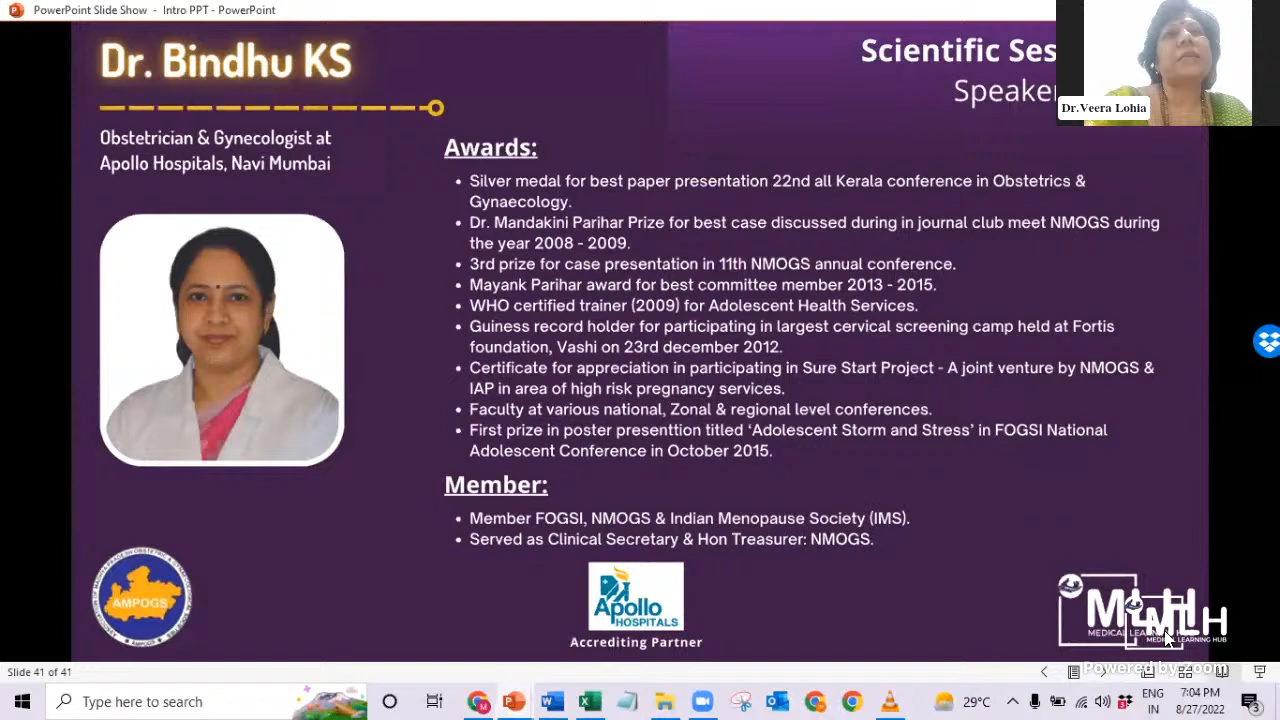 PowerPoint Slide Show - Intro PPT - PowerPoint
Dr. Bindhu KS
Obstetrician & Gynecologist at
Apollo Hospitals, Navi Mumbai
Scientific Ses
Speaker
Dr.Veera Lohia
Awards:
• Silver medal for best paper presentation 22nd all Kerala conference in Obstetrics &
Gynaecology.
• Dr. Mandakini Parihar Prize for best case discussed during in journal club meet NMOGS during
the year 2008 - 2009.
• 3rd prize for case presentation in 11th NMOGS annual conference.
• Mayank Parihar award for best committee member 2013 - 2015.
• WHO certified trainer (2009) for Adolescent Health Services.
• Guiness record holder for participating in largest cervical screening camp held at Fortis
foundation, Vashi on 23rd december 2012.
• Certificate for appreciation in participating in Sure Start Project - A joint venture by NMOGS &
IAP in area of high risk pregnancy services.
• Faculty at various national, Zonal & regional level conferences.
• First prize in poster presenttion titled ‘Adolescent Storm and Stress’ in FOGSI National
Adolescent Conference in October 2015.
Member:
• Member FOGSI, NMOGS & Indian Menopause Society (IMS).
• Served as Clinical Secretary & Hon Treasurer: NMOGS.
AMPOGS
Apollo
HOSPITALS
Accrediting Partner
MLH
MEDICAL LEARNING HUB
Powered by Zoom
Slide 41 of 41
Type here to search
29°C
ENG
IN
7:04 PM
8/27/2022
3